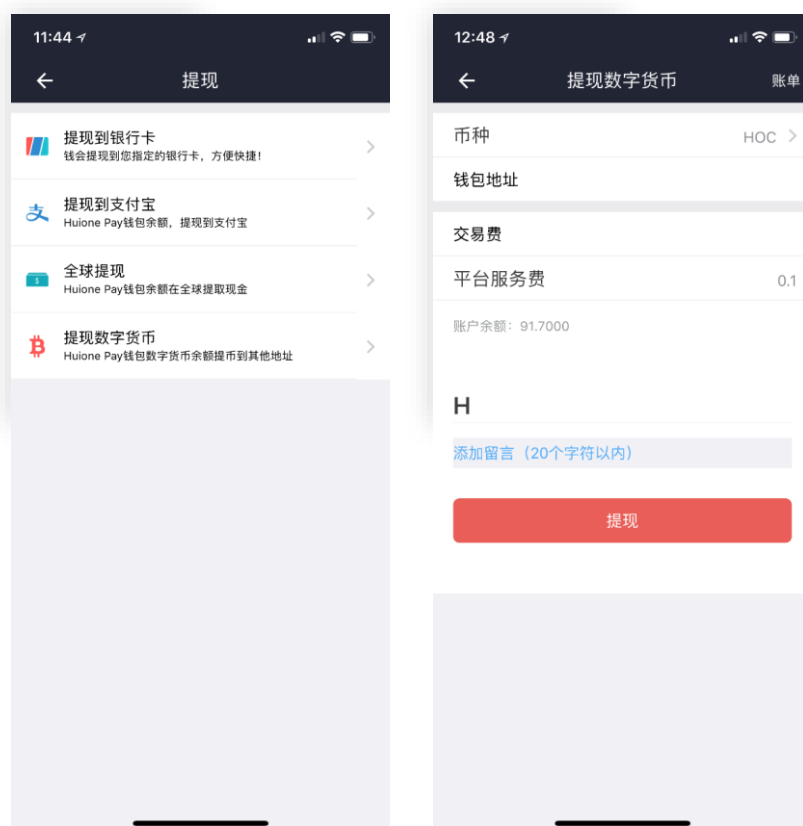 11:44
提现
提现到银行卡
钱会提现到您指定的银行卡，方便快捷！
提现到支付宝
Huione Pay钱包余额，提现到支付宝
全球提现
Huione Pay钱包余额在全球提取现金
提现数字货币
Huione Pay钱包数字货币余额提币到其他地址
12:48
提现数字货币 账单
币种 HOC
钱包地址
交易费
平台服务费 0.1
账户余额：91.7000
H
添加留言（20个字符以内）
提现